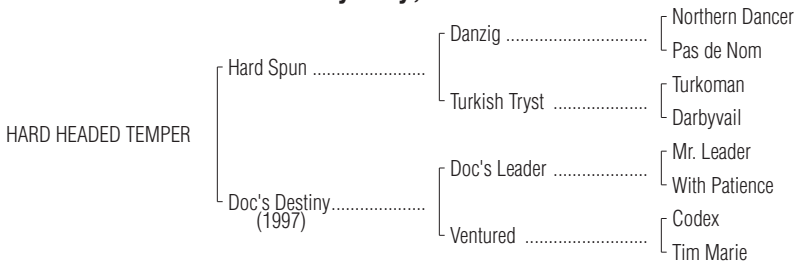 Northern Dancer
Danzig ..............................
Pas de Nom
Hard Spun ........................
Turkoman
Turkish Tryst ....................
Darbyvail
HARD HEADED TEMPER
Mr. Leader
Doc's Leader ....................
With Patience
Doc's Destiny....................
(1997)
Codex
Ventured ..........................
Tim Marie